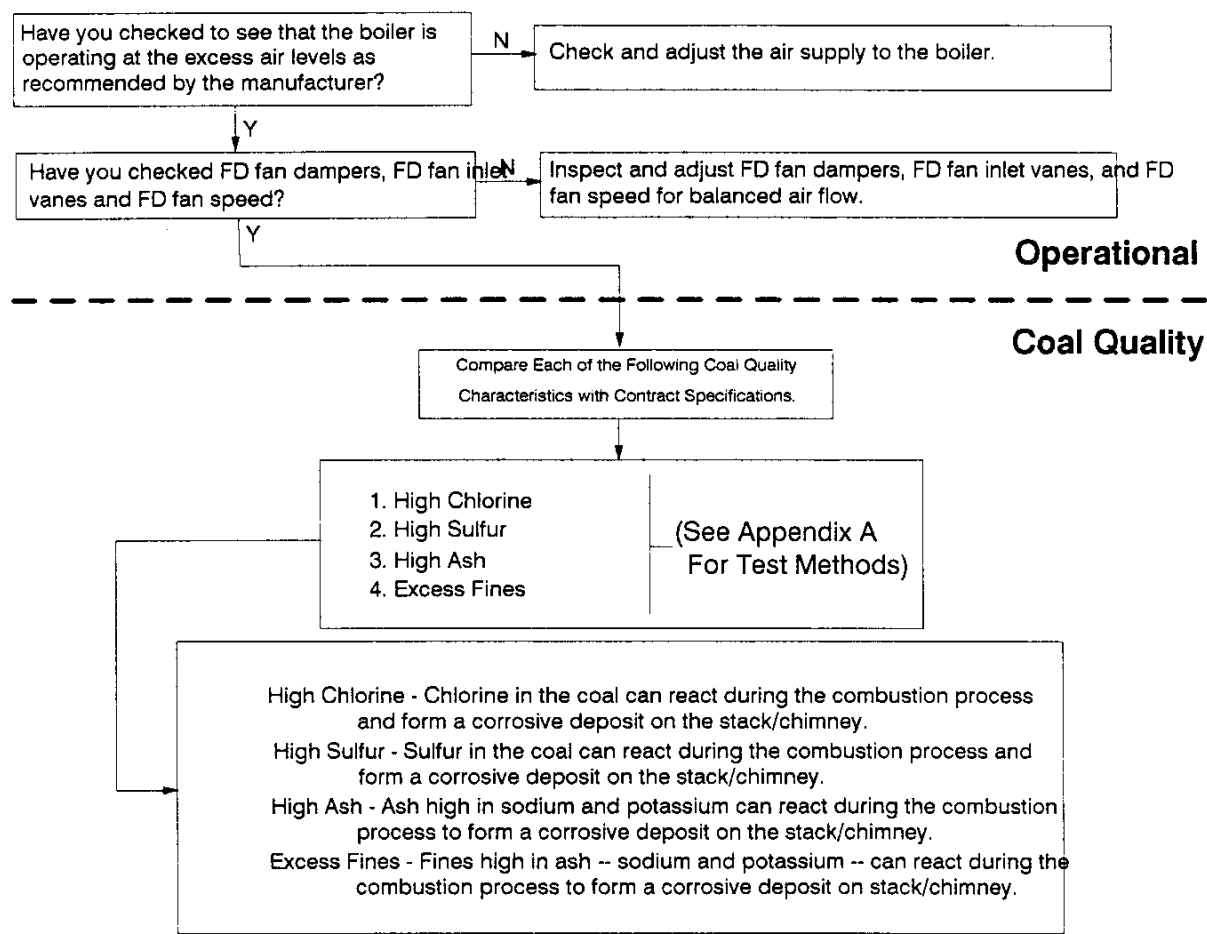 Have you checked to see that the boiler is
operating at the excess air levels as
recommended by the manufacturer?
N
Check and adjust the air supply to the boiler.
Y
Have you checked FD fan dampers, FD fan inlet
vanes and FD fan speed?
N
Inspect and adjust FD fan dampers, FD fan inlet vanes, and FD
fan speed for balanced air flow.
Y
Operational
Coal Quality
Compare Each of the Following Coal Quality
Characteristics with Contract Specifications.
1. High Chlorine
2. High Sulfur
3. High Ash
4. Excess Fines
(See Appendix A
For Test Methods)
High Chlorine - Chlorine in the coal can react during the combustion process
and form a corrosive deposit on the stack/chimney.
High Sulfur - Sulfur in the coal can react during the combustion process and
form a corrosive deposit on the stack/chimney.
High Ash - Ash high in sodium and potassium can react during the combustion
process to form a corrosive deposit on the stack/chimney.
Excess Fines - Fines high in ash -- sodium and potassium -- can react during the
combustion process to form a corrosive deposit on stack/chimney.